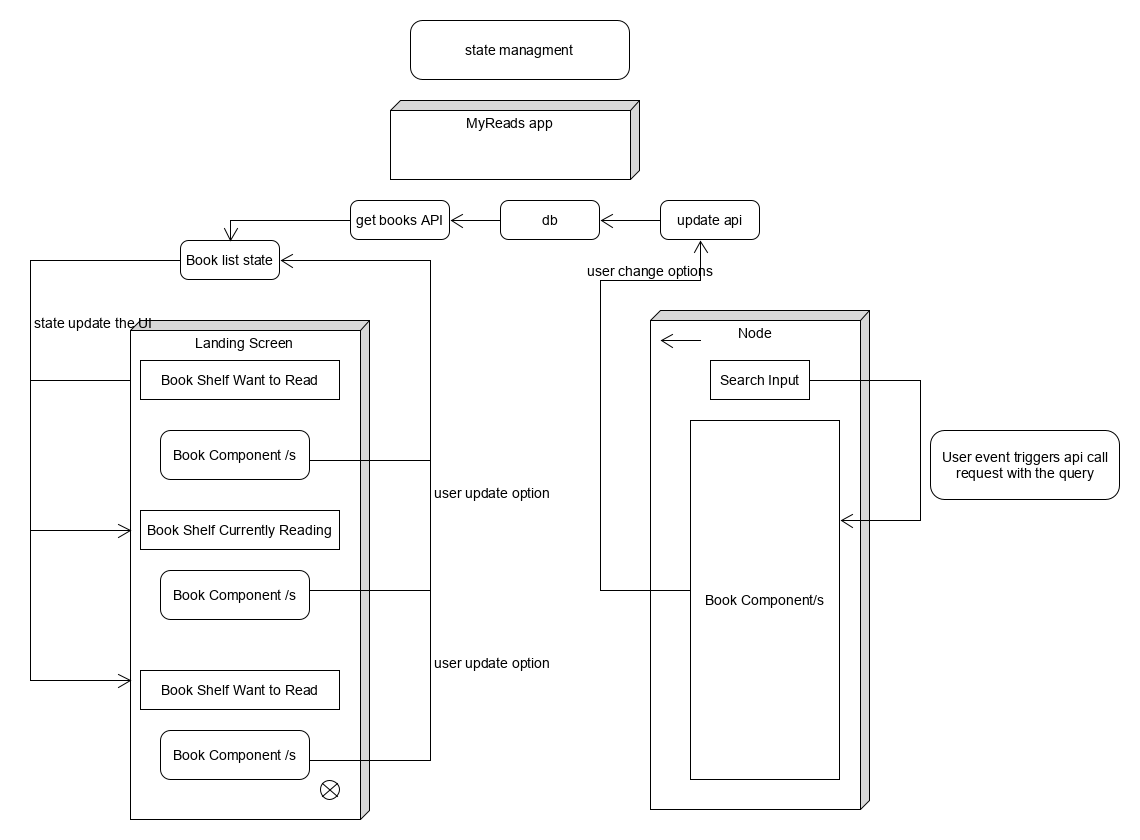 state managment
MyReads app
get books API
db
update api
Book list state
user change options
state update the UI
Landing Screen
Node
Book Shelf Want to Read
Search Input
Book Component /s
User event triggers api call
request with the query
user update option
Book Shelf Currently Reading
Book Component /s
Book Component/s
user update option
Book Shelf Want to Read
Book Component /s